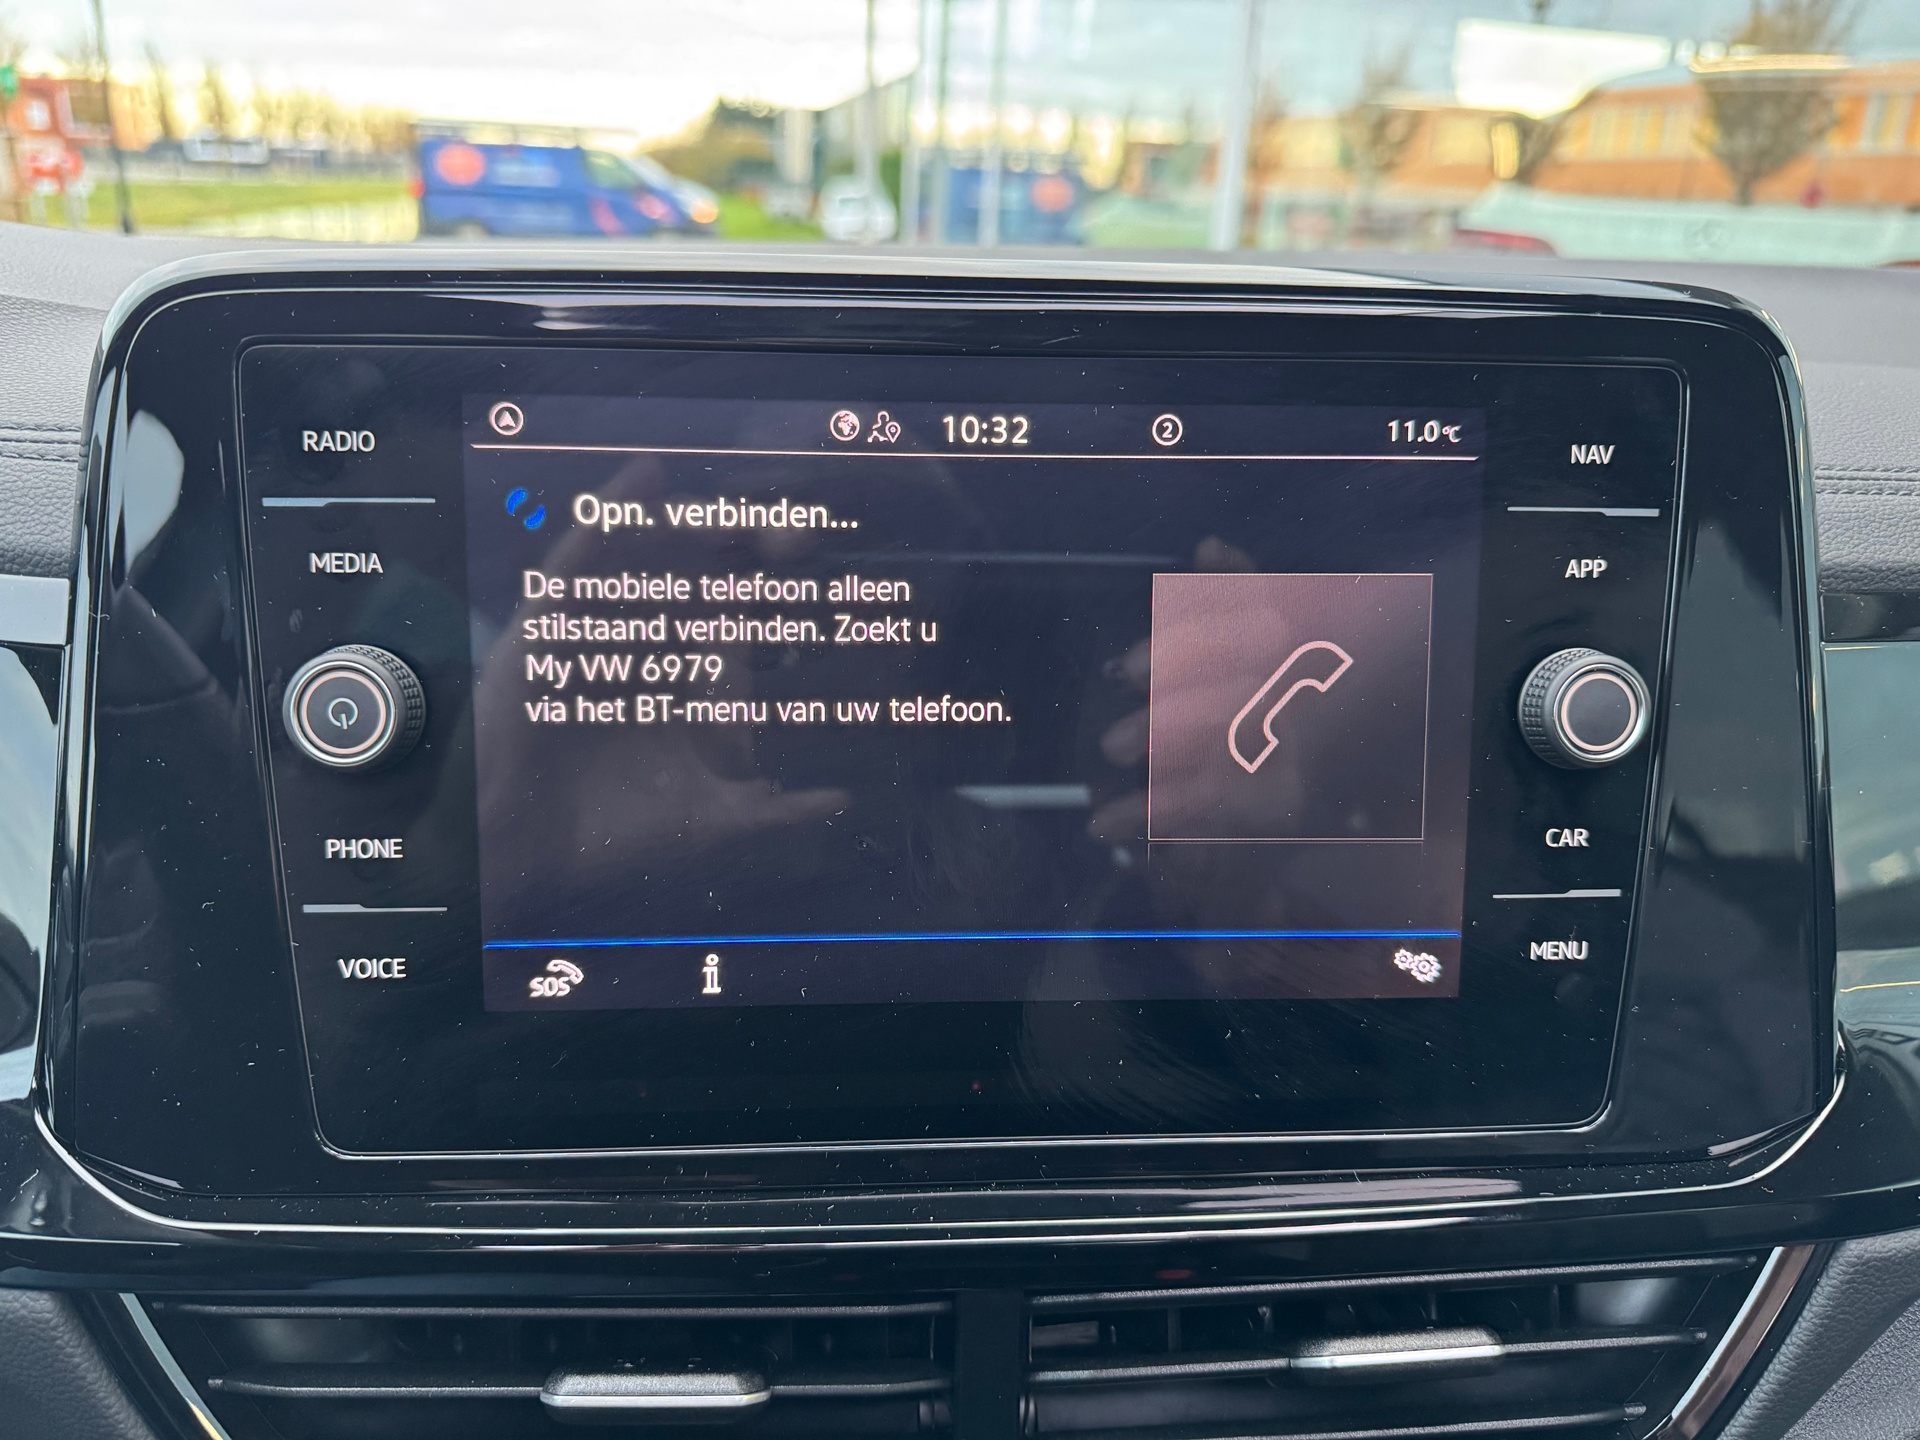 10:32
2
11.0°C
RADIO
MEDIA
PHONE
VOICE
Opn. verbinden...
De mobiele telefoon alleen
stilstaand verbinden. Zoekt u
My VW 6979
via het BT-menu van uw telefoon.
SOS
i
NAV
APP
CAR
MENU